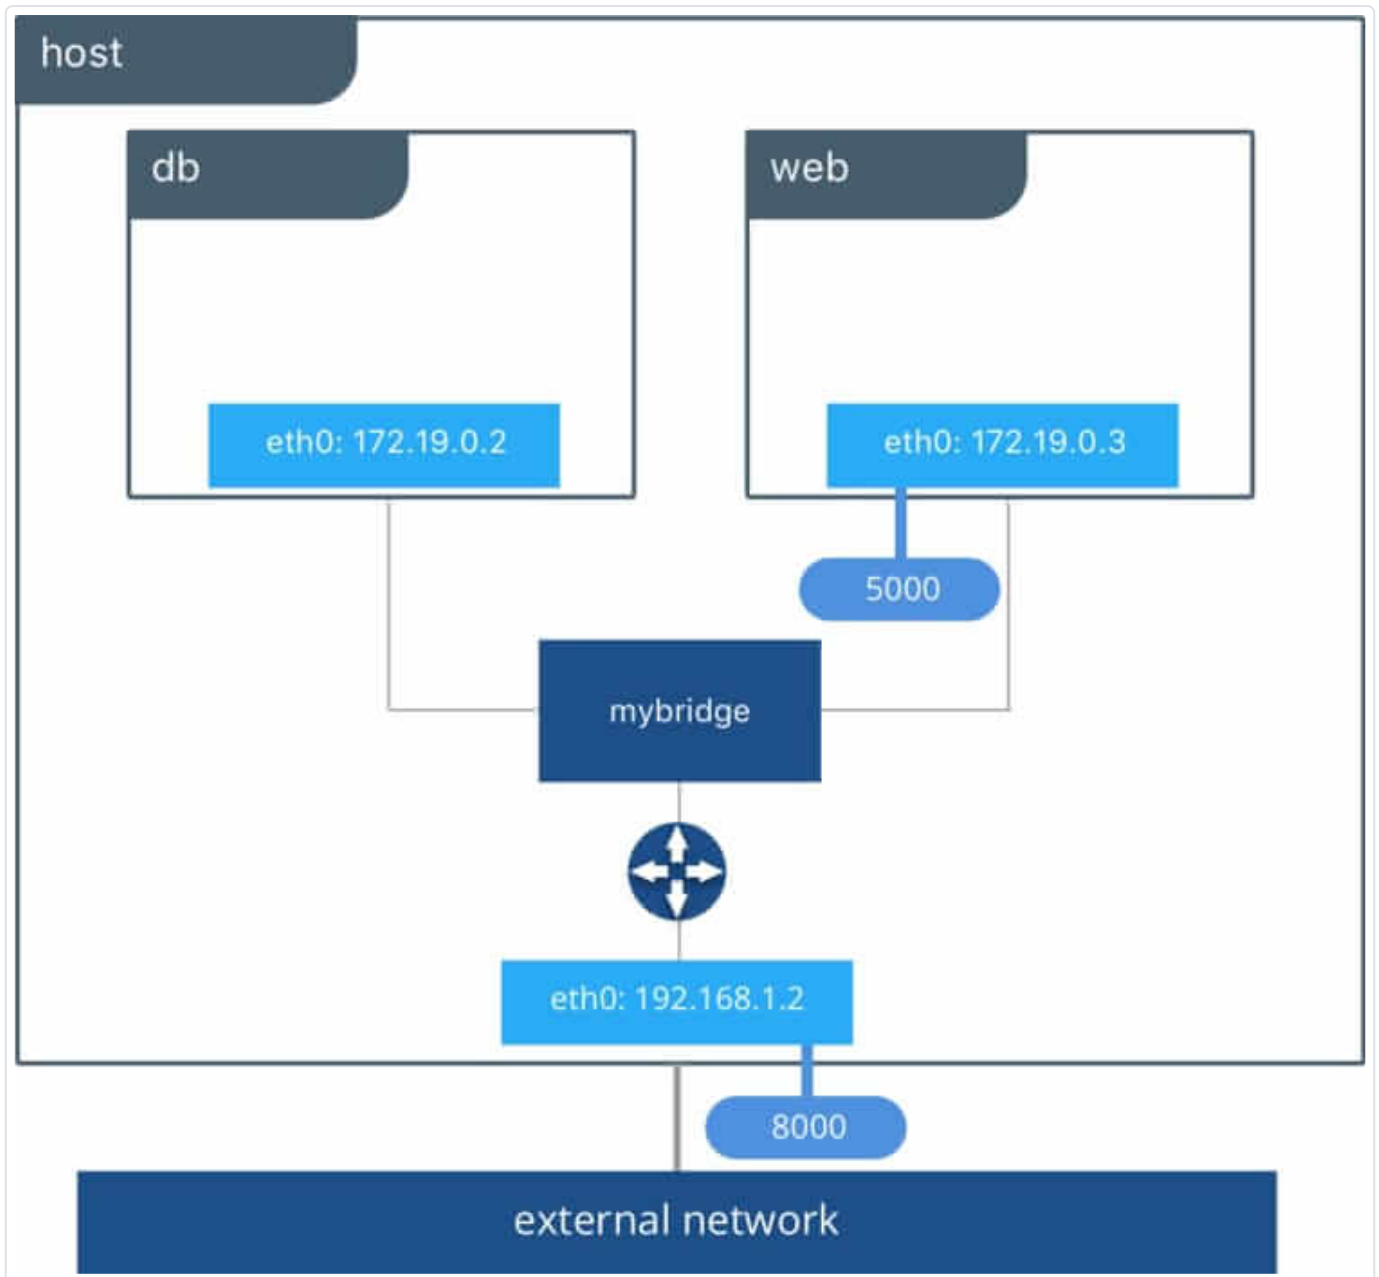 host
db
web
eth0: 172.19.0.2
eth0: 172.19.0.3
5000
mybridge
eth0: 192.168.1.2
8000
external network